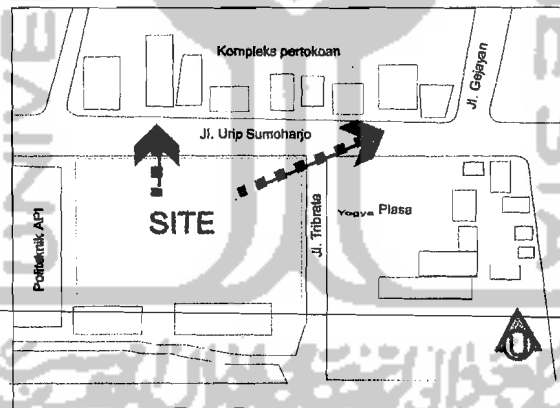 Kompleks pertokoan
Jl. Gejayan
Jl. Urip Sumoharjo
SITE
Politeknik API
Jl. Tribrata
Yogya Plasa
U